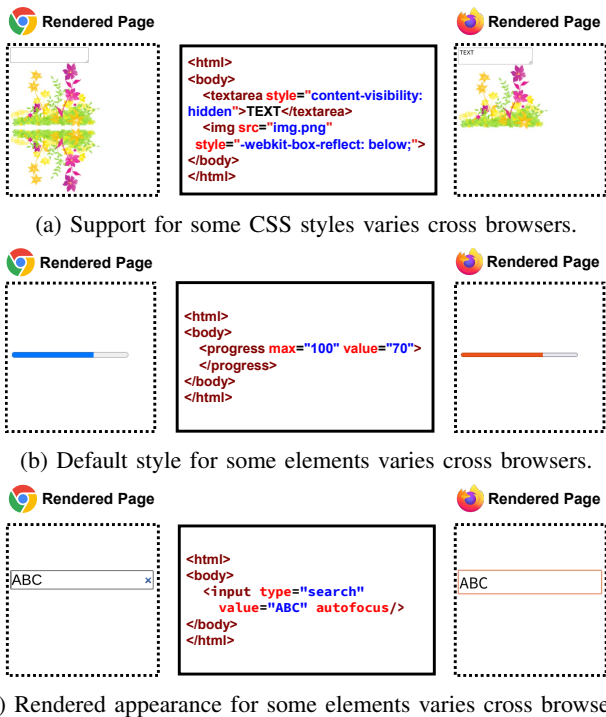 Rendered Page
Rendered Page
TEXT
<html>
<body>
<textarea style="content-visibility:
hidden">TEXT</textarea>
<img src="img.png"
style="-webkit-box-reflect: below;">
</body>
</html>
(a) Support for some CSS styles varies cross browsers.
Rendered Page
Rendered Page
<html>
<body>
<progress max="100" value="70">
</progress>
</body>
</html>
(b) Default style for some elements varies cross browsers.
Rendered Page
Rendered Page
ABC
×
<html>
<body>
<input type="search"
value="ABC" autofocus/>
</body>
</html>
ABC
) Rendered appearance for some elements varies cross browse